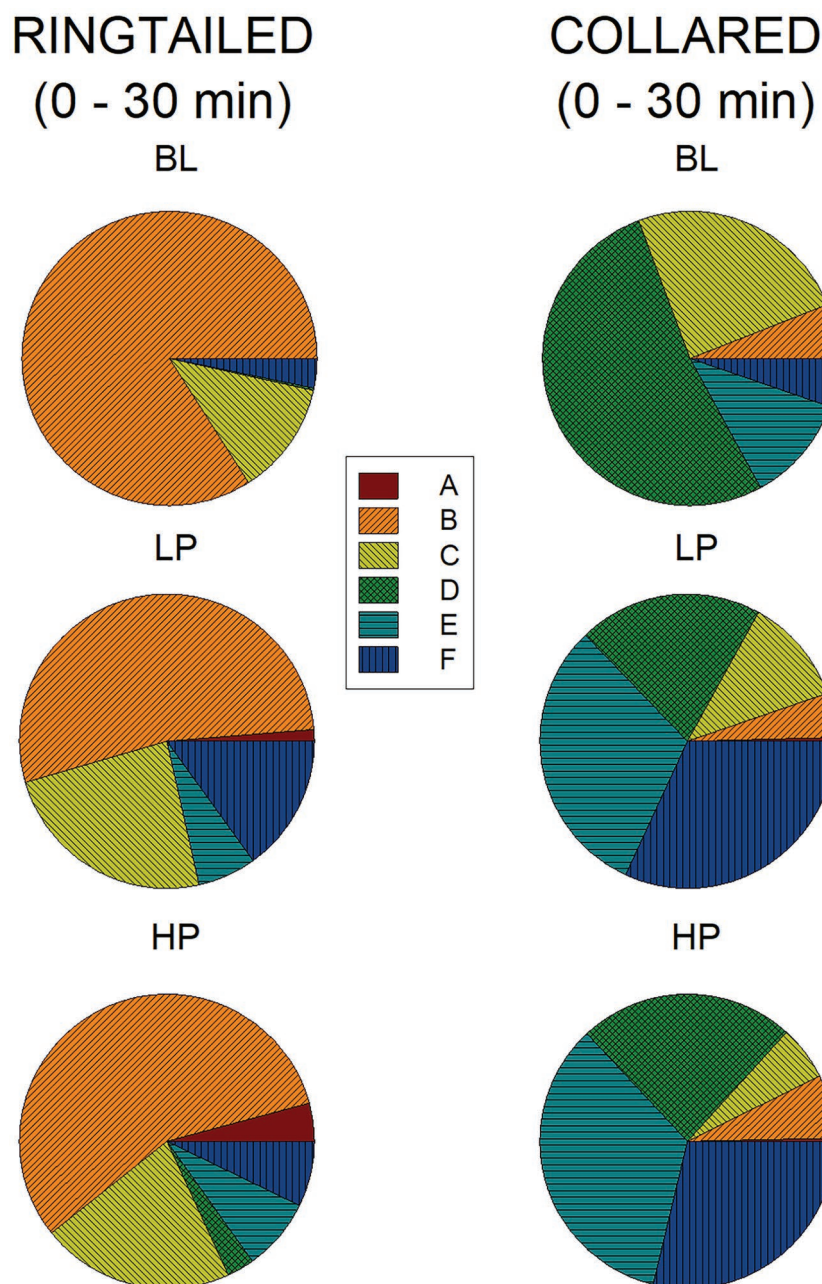 RINGTAILED
(0 - 30 min)
BL
COLLARED
(0 - 30 min)
BL
A
B
C
D
E
F
LP
LP
HP
HP